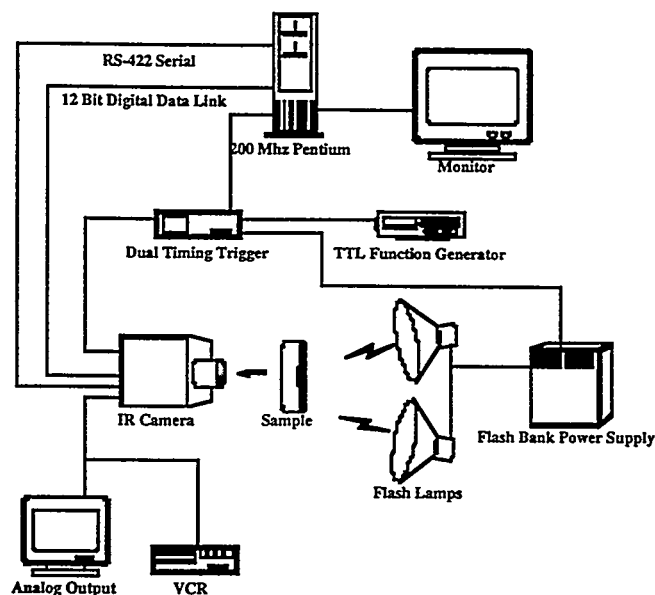 RS-422 Serial
12 Bit Digital Data Link
200 Mhz Pentium
Monitor
Dual Timing Trigger
TTL Function Generator
IR Camera
Sample
Flash Bank Power Supply
Flash Lamps
Analog Output
VCR